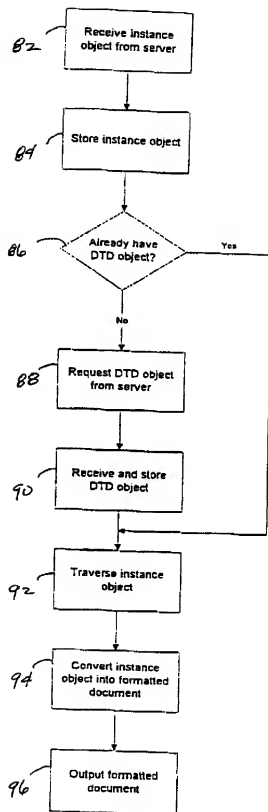 82
Receive instance
object from server
84
Store instance object
86
Already have
DTD object?
Yes
No
88
Request DTD object
from server
90
Receive and store
DTD object
92
Traverse instance
object
94
Convert instance
object into formatted
document
96
Output formatted
document